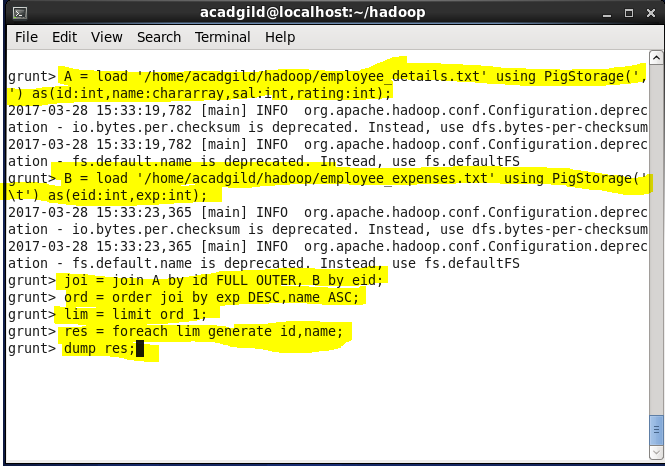 acadgild@localhost:~/hadoop
File Edit View Search Terminal Help
grunt> A = load '/home/acadgild/hadoop/employee_details.txt' using PigStorage(',
') as(id:int,name:chararray,sal:int,rating:int);
2017-03-28 15:33:19,782 [main] INFO  org.apache.hadoop.conf.Configuration.deprec
ation - io.bytes.per.checksum is deprecated. Instead, use dfs.bytes-per-checksum
2017-03-28 15:33:19,782 [main] INFO  org.apache.hadoop.conf.Configuration.deprec
ation - fs.default.name is deprecated. Instead, use fs.defaultFS
grunt> B = load '/home/acadgild/hadoop/employee_expenses.txt' using PigStorage('
\t') as(eid:int,exp:int);
2017-03-28 15:33:23,365 [main] INFO  org.apache.hadoop.conf.Configuration.deprec
ation - io.bytes.per.checksum is deprecated. Instead, use dfs.bytes-per-checksum
2017-03-28 15:33:23,365 [main] INFO  org.apache.hadoop.conf.Configuration.deprec
ation - fs.default.name is deprecated. Instead, use fs.defaultFS
grunt> joi = join A by id FULL OUTER, B by eid;
grunt> ord = order joi by exp DESC,name ASC;
grunt> lim = limit ord 1;
grunt> res = foreach lim generate id,name;
grunt> dump res;